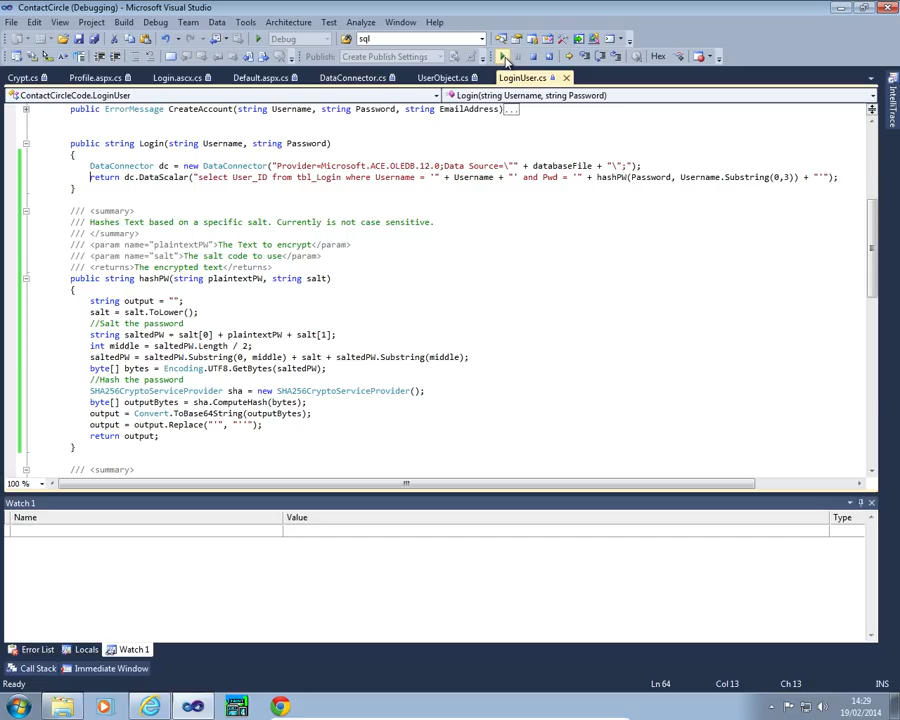 ContactCircle (Debugging) - Microsoft Visual Studio
File Edit View Project Build Debug Team Data Tools Architecture Test Analyze Window Help
Debug sql
Publish: Create Publish Settings Hex
Crypt.cs Profile.aspx.cs Login.ascx.cs Default.aspx.cs DataConnector.cs UserObject.cs LoginUser.cs
ContactCircleCode.LoginUser Login(string Username, string Password)
public ErrorMessage CreateAccount(string Username, string Password, string EmailAddress)...
public string Login(string Username, string Password)
{
DataConnector dc = new DataConnector("Provider=Microsoft.ACE.OLEDB.12.0;Data Source=\"" + databaseFile + "\";");
return dc.DataScalar("select User_ID from tbl_Login where Username = '" + Username + "' and Pwd = '" + hashPW(Password, Username.Substring(0,3)) + "'");
}
/// <summary>
/// Hashes Text based on a specific salt. Currently is not case sensitive.
/// </summary>
/// <param name="plaintextPW">The Text to encrypt</param>
/// <param name="salt">The salt code to use</param>
/// <returns>The encrypted text</returns>
public string hashPW(string plaintextPW, string salt)
{
string output = "";
salt = salt.ToLower();
//Salt the password
string saltedPW = salt[0] + plaintextPW + salt[1];
int middle = saltedPW.Length / 2;
saltedPW = saltedPW.Substring(0, middle) + salt + saltedPW.Substring(middle);
byte[] bytes = Encoding.UTF8.GetBytes(saltedPW);
//Hash the password
SHA256CryptoServiceProvider sha = new SHA256CryptoServiceProvider();
byte[] outputBytes = sha.ComputeHash(bytes);
output = Convert.ToBase64String(outputBytes);
output = output.Replace("'", "''");
return output;
}
/// <summary>
100 %
Watch 1
Name Value Type
Error List Locals Watch 1
Call Stack Immediate Window
Ready Ln 64 Col 13 Ch 13 INS
14:29
19/02/2014
IntelliTrace